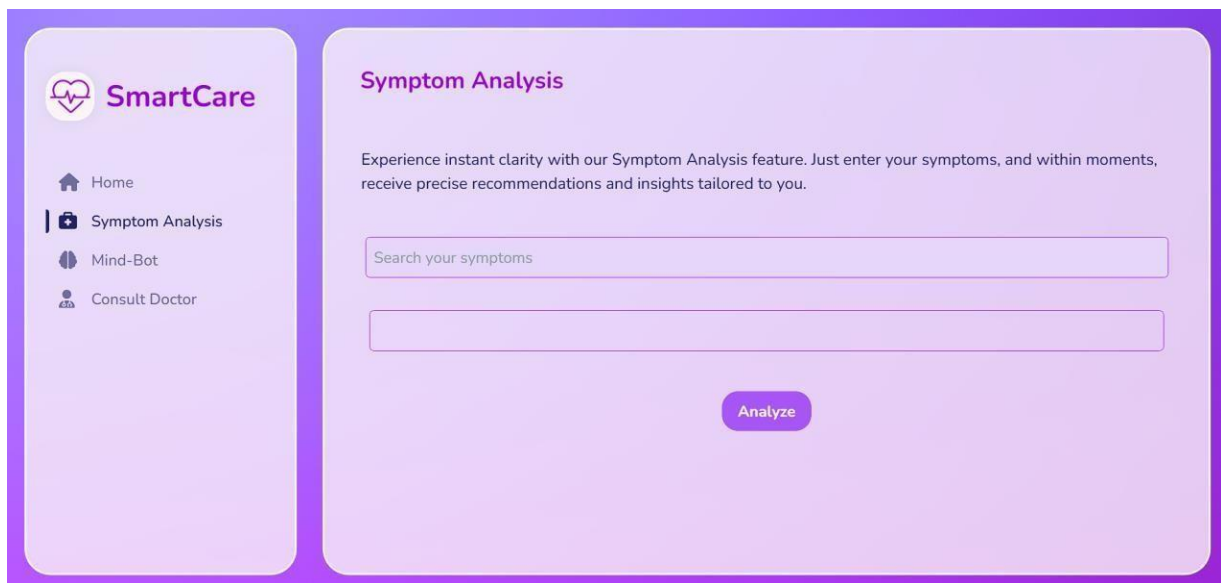 SmartCare
Home
Symptom Analysis
Mind-Bot
Consult Doctor
Symptom Analysis
Experience instant clarity with our Symptom Analysis feature. Just enter your symptoms, and within moments,
receive precise recommendations and insights tailored to you.
Search your symptoms
Analyze